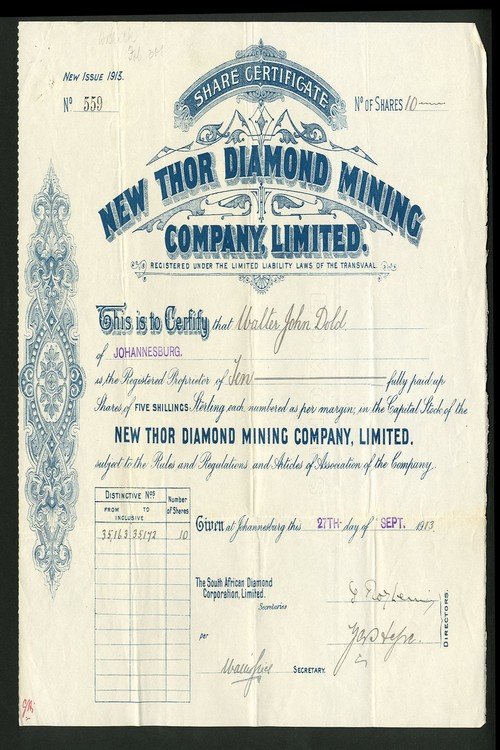 New Issue 1913.
SHARE CERTIFICATE
Nº 559
Nº OF SHARES 10
NEW THOR DIAMOND MINING
COMPANY, LIMITED.
REGISTERED UNDER THE LIMITED LIABILITY LAWS OF THE TRANSVAAL.
This is to Certify that Walter John Dold
of JOHANNESBURG.
is the Registered Proprietor of Ten fully paid up
Shares of FIVE SHILLINGS Sterling each, numbered as per margin, in the Capital Stock of the
NEW THOR DIAMOND MINING COMPANY, LIMITED.
subject to the Rules and Regulations and Articles of Association of the Company.
DISTINCTIVE Nos
Number of Shares
FROM TO
INCLUSIVE
35163 35172 10
Given at Johannesburg this 27TH day of SEPT. 1913
The South African Diamond
Corporation, Limited.
Secretaries
DIRECTORS.
per
SECRETARY.